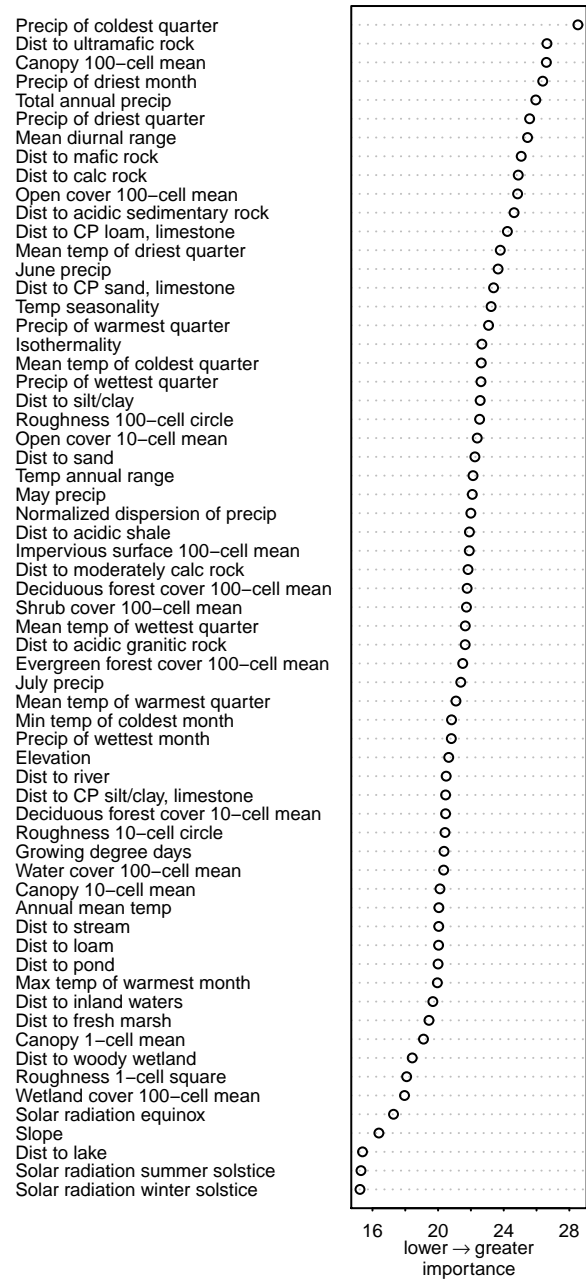 Precip of coldest quarter
Dist to ultramafic rock
Canopy 100−cell mean
Precip of driest month
Total annual precip
Precip of driest quarter
Mean diurnal range
Dist to mafic rock
Dist to calc rock
Open cover 100−cell mean
Dist to acidic sedimentary rock
Dist to CP loam, limestone
Mean temp of driest quarter
June precip
Dist to CP sand, limestone
Temp seasonality
Precip of warmest quarter
Isothermality
Mean temp of coldest quarter
Precip of wettest quarter
Dist to silt/clay
Roughness 100−cell circle
Open cover 10−cell mean
Dist to sand
Temp annual range
May precip
Normalized dispersion of precip
Dist to acidic shale
Impervious surface 100−cell mean
Dist to moderately calc rock
Deciduous forest cover 100−cell mean
Shrub cover 100−cell mean
Mean temp of wettest quarter
Dist to acidic granitic rock
Evergreen forest cover 100−cell mean
July precip
Mean temp of warmest quarter
Min temp of coldest month
Precip of wettest month
Elevation
Dist to river
Dist to CP silt/clay, limestone
Deciduous forest cover 10−cell mean
Roughness 10−cell circle
Growing degree days
Water cover 100−cell mean
Canopy 10−cell mean
Annual mean temp
Dist to stream
Dist to loam
Dist to pond
Max temp of warmest month
Dist to inland waters
Dist to fresh marsh
Canopy 1−cell mean
Dist to woody wetland
Roughness 1−cell square
Wetland cover 100−cell mean
Solar radiation equinox
Slope
Dist to lake
Solar radiation summer solstice
Solar radiation winter solstice
16 20 24 28
lower → greater
importance